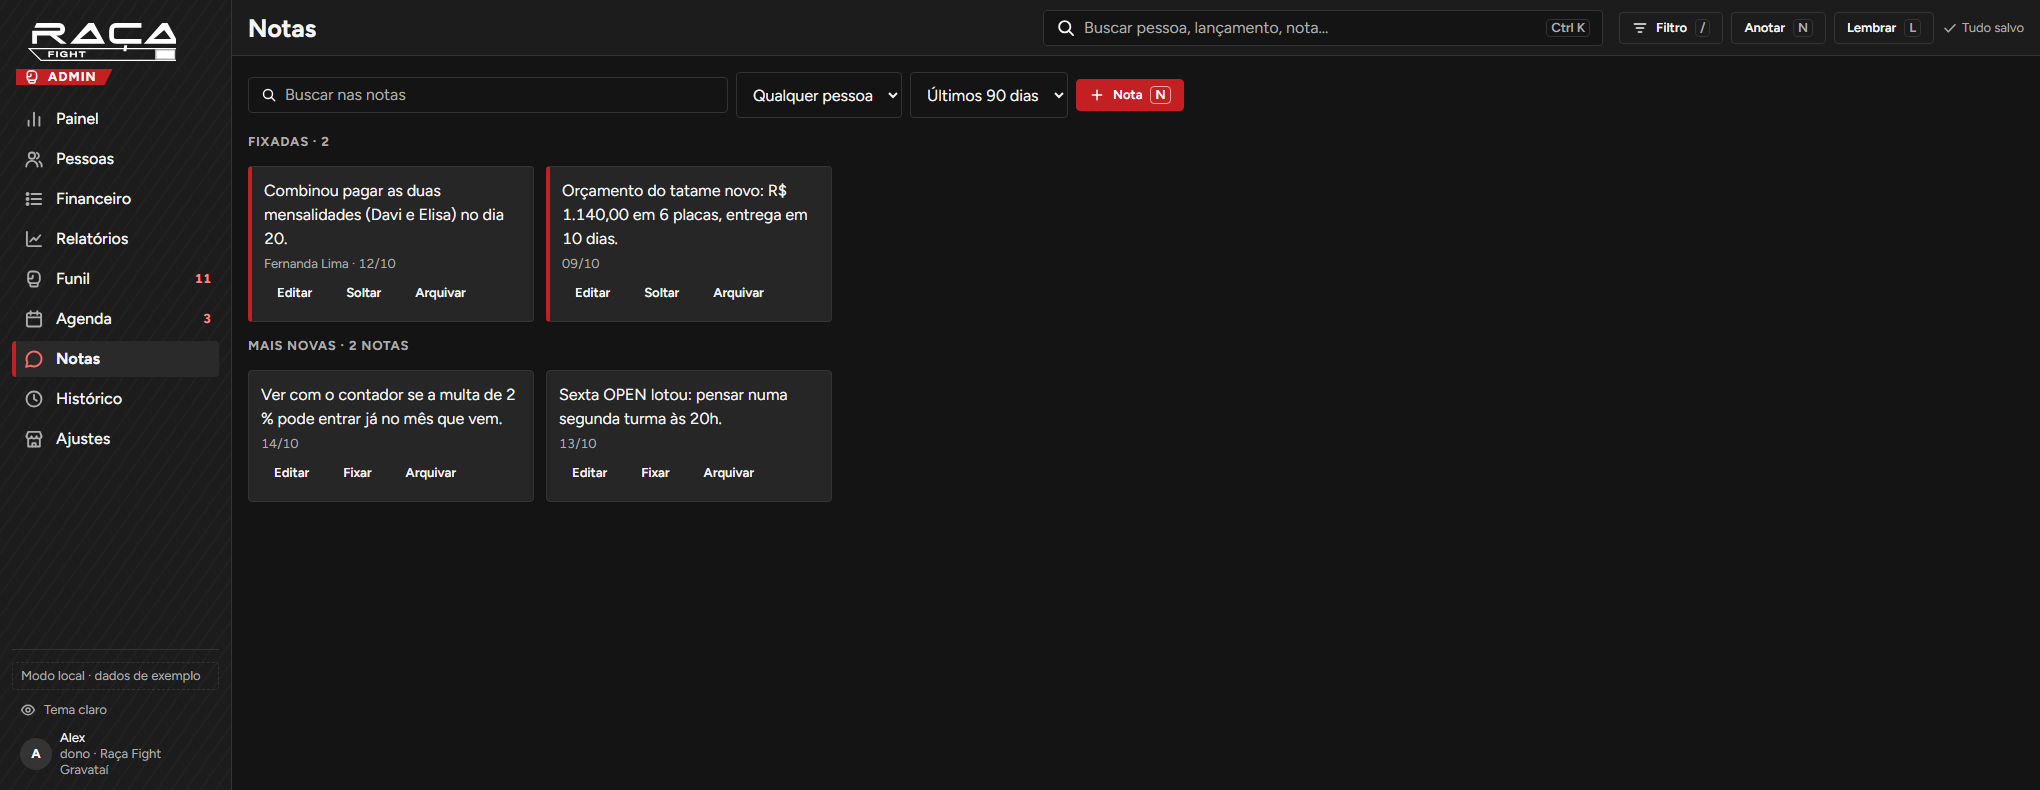 RAÇA
FIGHT
ADMIN
Painel
Pessoas
Financeiro
Relatórios
Funil 11
Agenda 3
Notas
Histórico
Ajustes
Modo local · dados de exemplo
Tema claro
A
Alex
dono · Raça Fight
Gravataí
Notas
Buscar pessoa, lançamento, nota... Ctrl K
Filtro /
Anotar N
Lembrar L
Tudo salvo
Buscar nas notas
Qualquer pessoa
Últimos 90 dias
+ Nota N
FIXADAS · 2
Combinou pagar as duas
mensalidades (Davi e Elisa) no dia
20.
Fernanda Lima · 12/10
Editar Soltar Arquivar
Orçamento do tatame novo: R$
1.140,00 em 6 placas, entrega em
10 dias.
09/10
Editar Soltar Arquivar
MAIS NOVAS · 2 NOTAS
Ver com o contador se a multa de 2
% pode entrar já no mês que vem.
14/10
Editar Fixar Arquivar
Sexta OPEN lotou: pensar numa
segunda turma às 20h.
13/10
Editar Fixar Arquivar